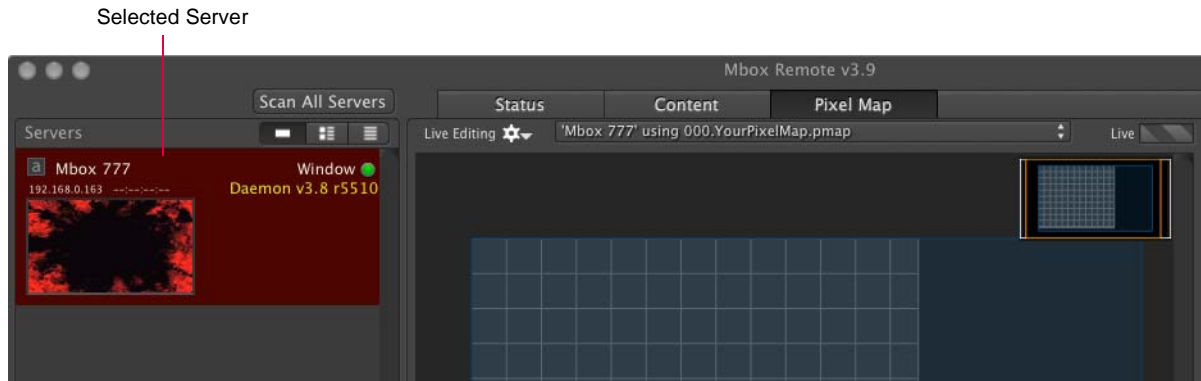 Selected Server
Mbox Remote v3.9
Scan All Servers
Status
Content
Pixel Map
Servers
Live Editing
'Mbox 777' using 000.YourPixelMap.pmap
Live
a
Mbox 777
Window
192.168.0.163 --:--:--:--
Daemon v3.8 r5510